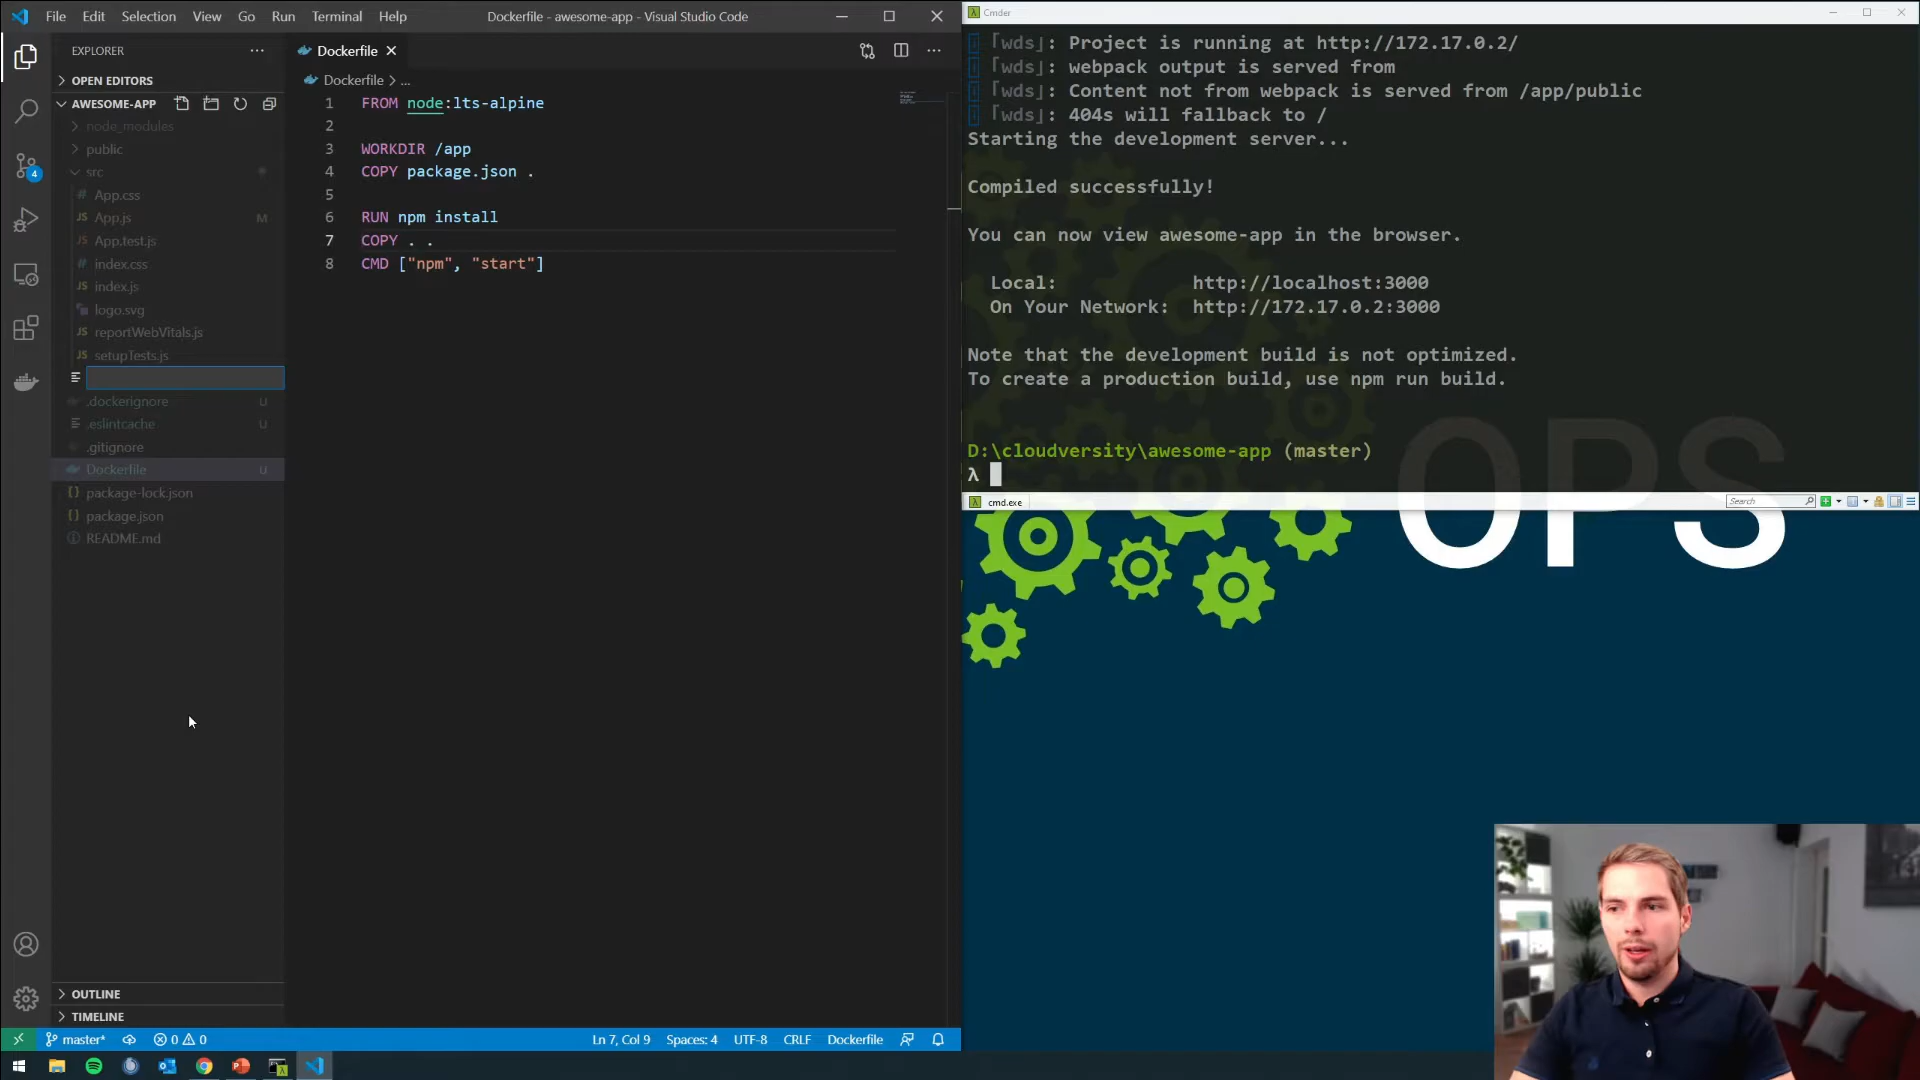 File Edit Selection View Go Run Terminal Help
Dockerfile - awesome-app - Visual Studio Code
EXPLORER
OPEN EDITORS
AWESOME-APP
node_modules
public
src
App.css
App.js M
App.test.js
index.css
index.js
logo.svg
reportWebVitals.js
setupTests.js
.dockerignore U
.eslintcache U
.gitignore
Dockerfile U
package-lock.json
package.json
README.md
OUTLINE
TIMELINE
4
Dockerfile
Dockerfile > ...
1 FROM node:lts-alpine
2
3 WORKDIR /app
4 COPY package.json .
5
6 RUN npm install
7 COPY . .
8 CMD ["npm", "start"]
master* 0 0 Ln 7, Col 9 Spaces: 4 UTF-8 CRLF Dockerfile
Cmder
i ｢wds｣: Project is running at http://172.17.0.2/
i ｢wds｣: webpack output is served from
i ｢wds｣: Content not from webpack is served from /app/public
i ｢wds｣: 404s will fallback to /
Starting the development server...
Compiled successfully!
You can now view awesome-app in the browser.
Local: http://localhost:3000
On Your Network: http://172.17.0.2:3000
Note that the development build is not optimized.
To create a production build, use npm run build.
D:\cloudversity\awesome-app (master)
λ
cmd.exe Search
OPS